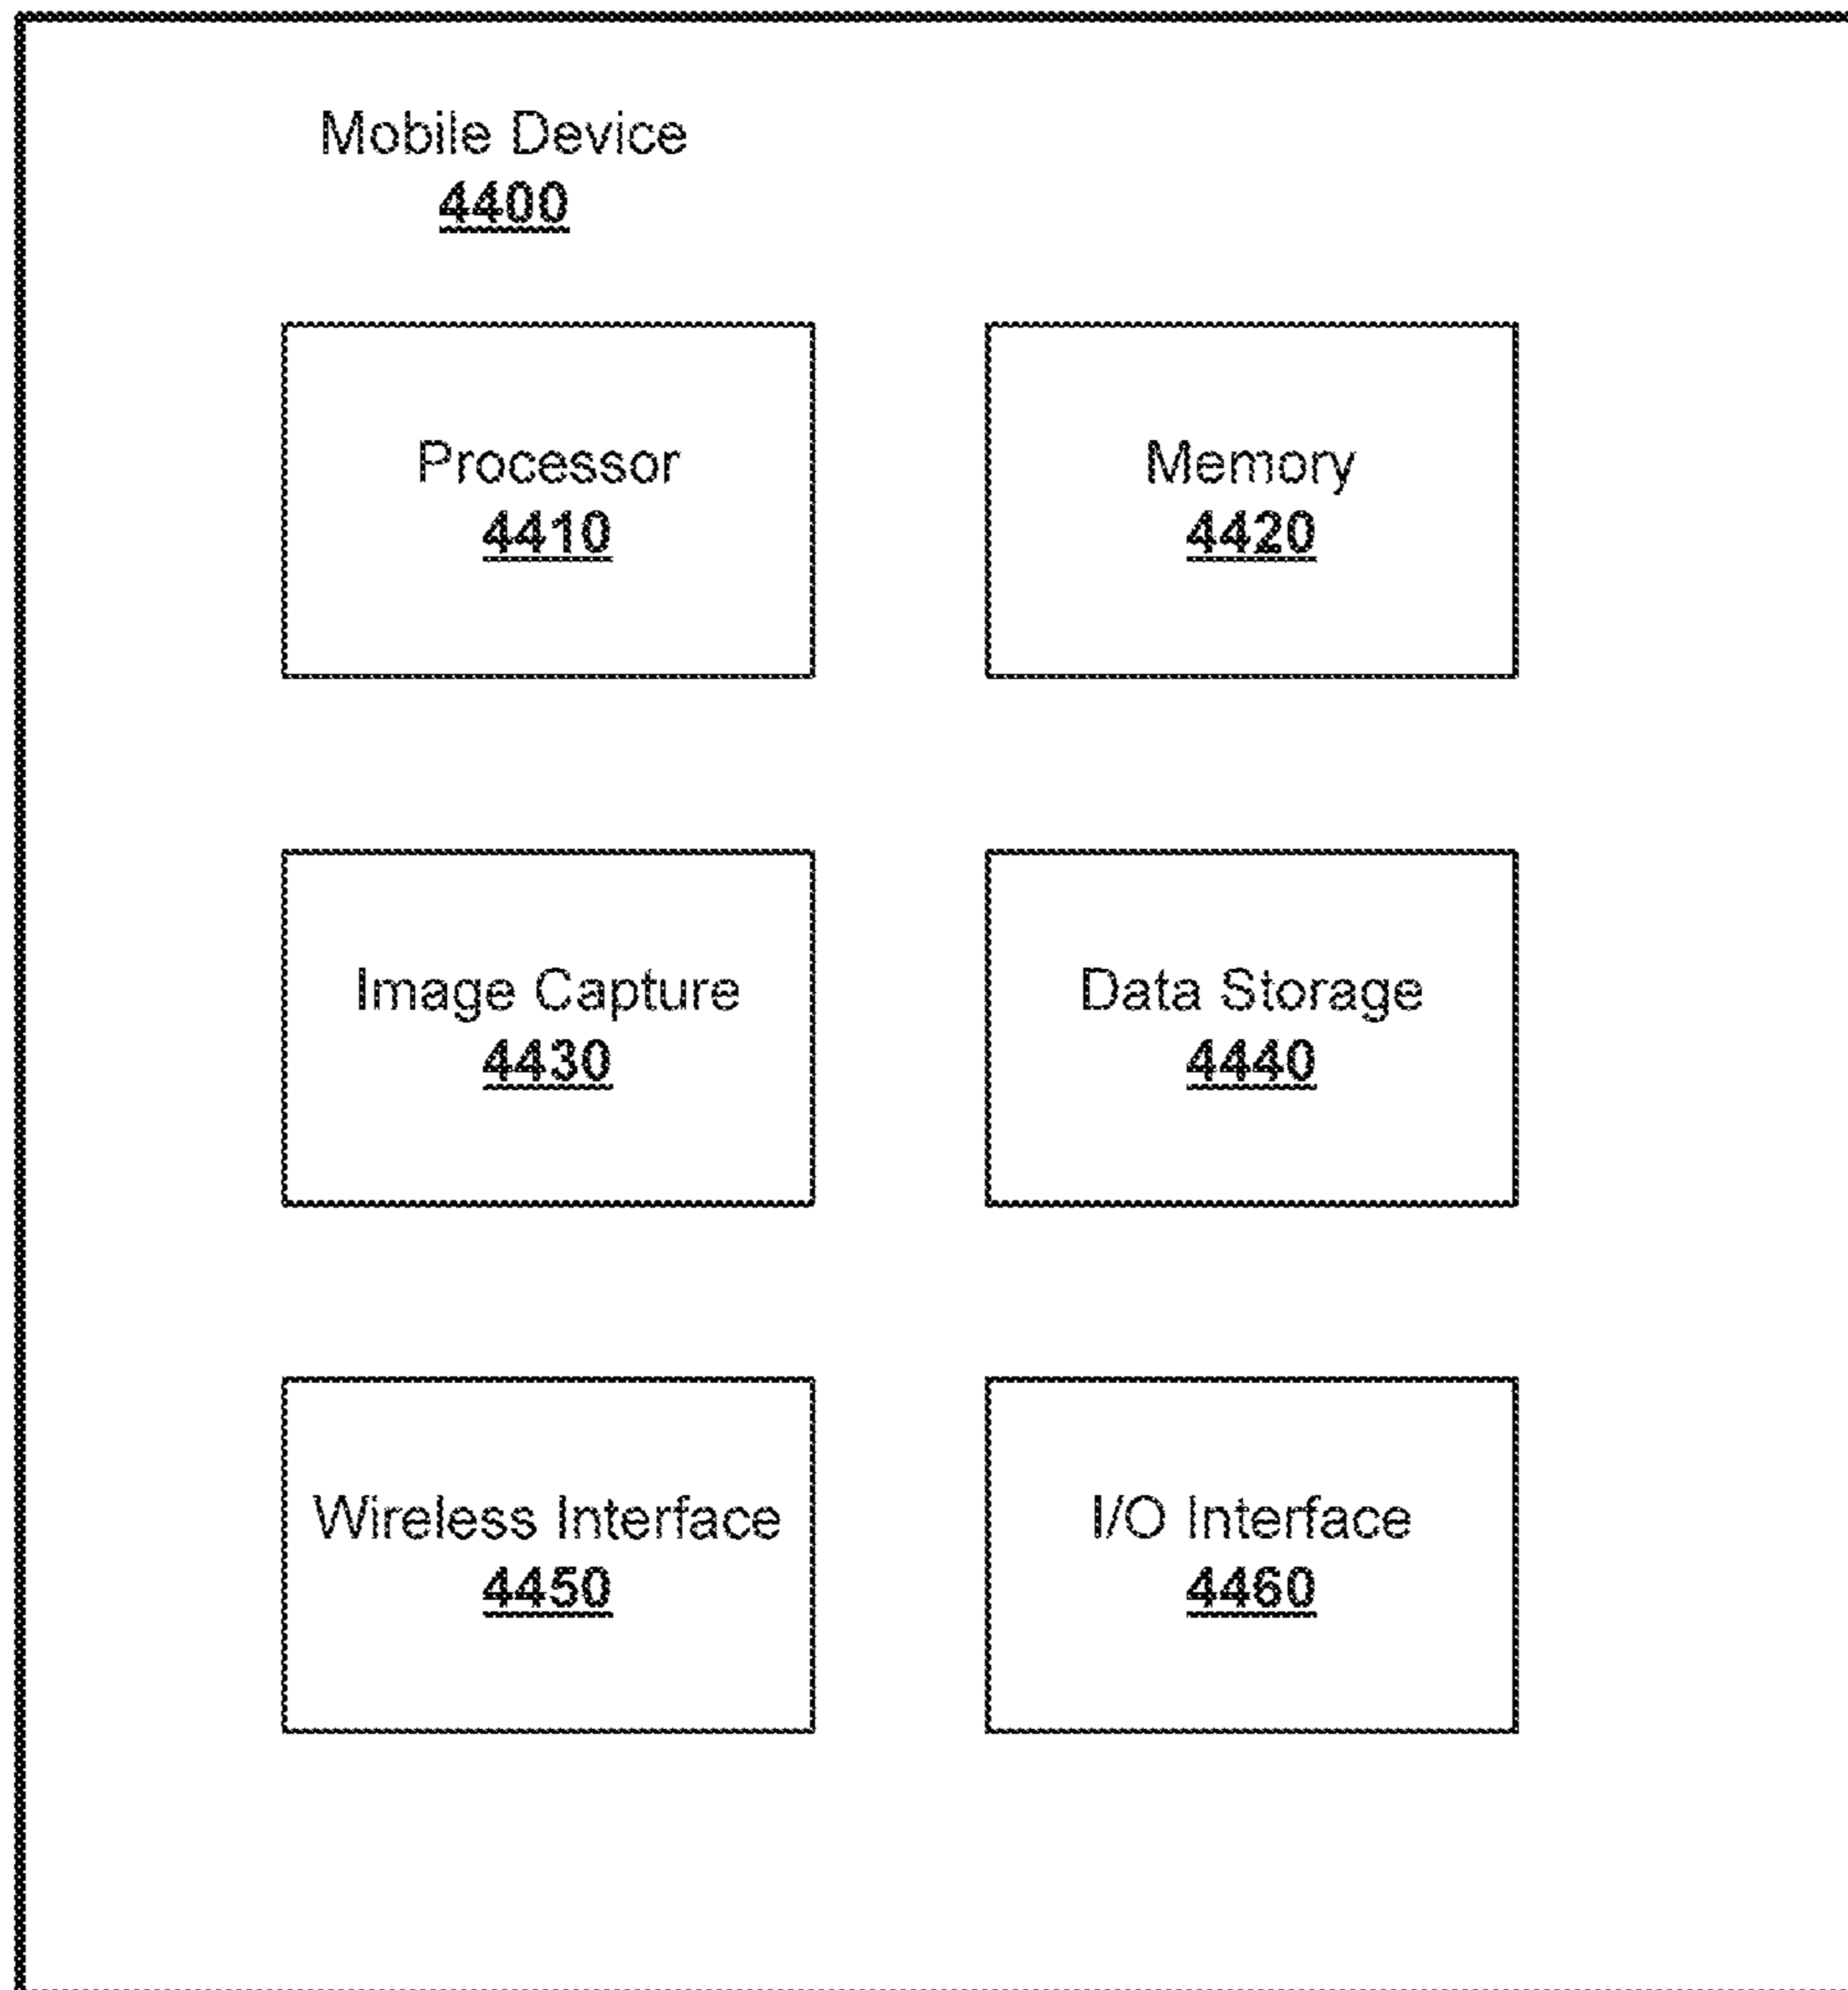 Mobile Device
4400
Processor
4410
Memory
4420
Image Capture
4430
Data Storage
4440
Wireless Interface
4450
I/O Interface
4460